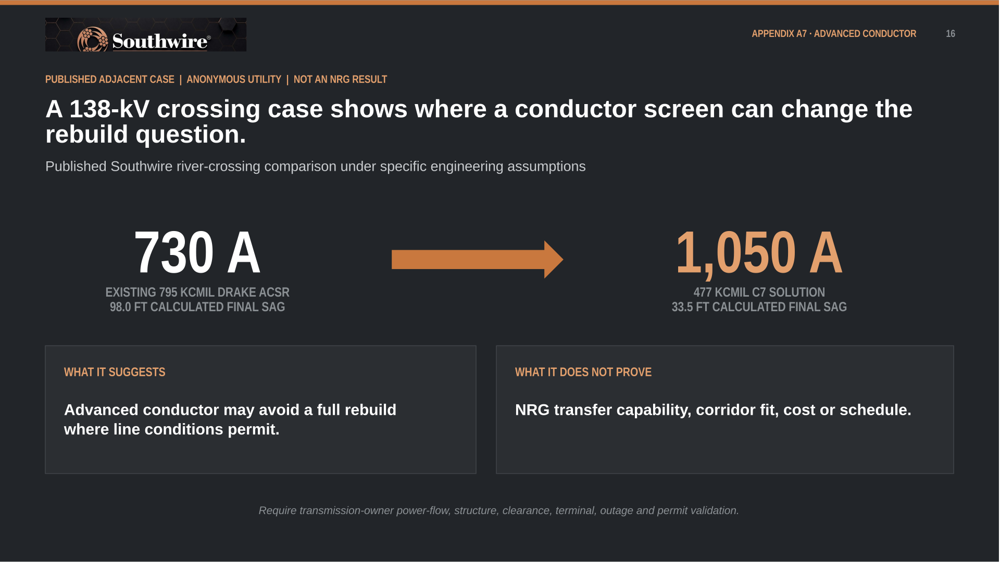 Southwire®
APPENDIX A7 · ADVANCED CONDUCTOR
16
PUBLISHED ADJACENT CASE | ANONYMOUS UTILITY | NOT AN NRG RESULT
A 138-kV crossing case shows where a conductor screen can change the
rebuild question.
Published Southwire river-crossing comparison under specific engineering assumptions
730 A
EXISTING 795 KCMIL DRAKE ACSR
98.0 FT CALCULATED FINAL SAG
1,050 A
477 KCMIL C7 SOLUTION
33.5 FT CALCULATED FINAL SAG
WHAT IT SUGGESTS
Advanced conductor may avoid a full rebuild
where line conditions permit.
WHAT IT DOES NOT PROVE
NRG transfer capability, corridor fit, cost or schedule.
Require transmission-owner power-flow, structure, clearance, terminal, outage and permit validation.